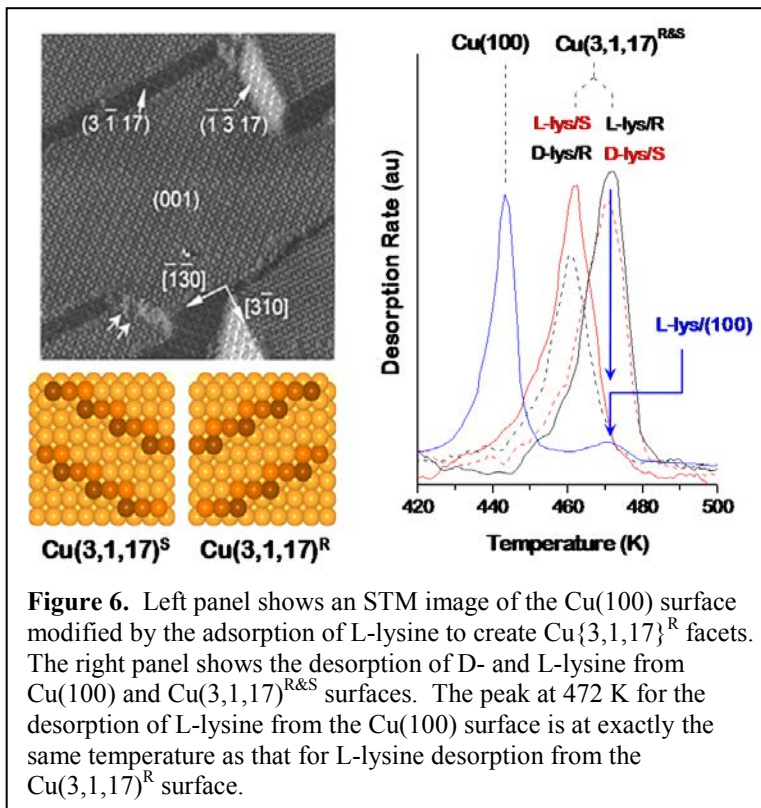 (3 1̄ 17)
(1̄ 3̄ 17)
(001)
[1̄3̄0]
[31̄0]
Cu(3,1,17)ˢ
Cu(3,1,17)ᴿ
Cu(100)
Cu(3,1,17)ᴿ&ˢ
L-lys/S
L-lys/R
D-lys/R
D-lys/S
L-lys/(100)
Desorption Rate (au)
420
440
460
480
500
Temperature (K)
Figure 6. Left panel shows an STM image of the Cu(100) surface
modified by the adsorption of L-lysine to create Cu{3,1,17}ᴿ facets.
The right panel shows the desorption of D- and L-lysine from
Cu(100) and Cu(3,1,17)ᴿ&ˢ surfaces. The peak at 472 K for the
desorption of L-lysine from the Cu(100) surface is at exactly the
same temperature as that for L-lysine desorption from the
Cu(3,1,17)ᴿ surface.